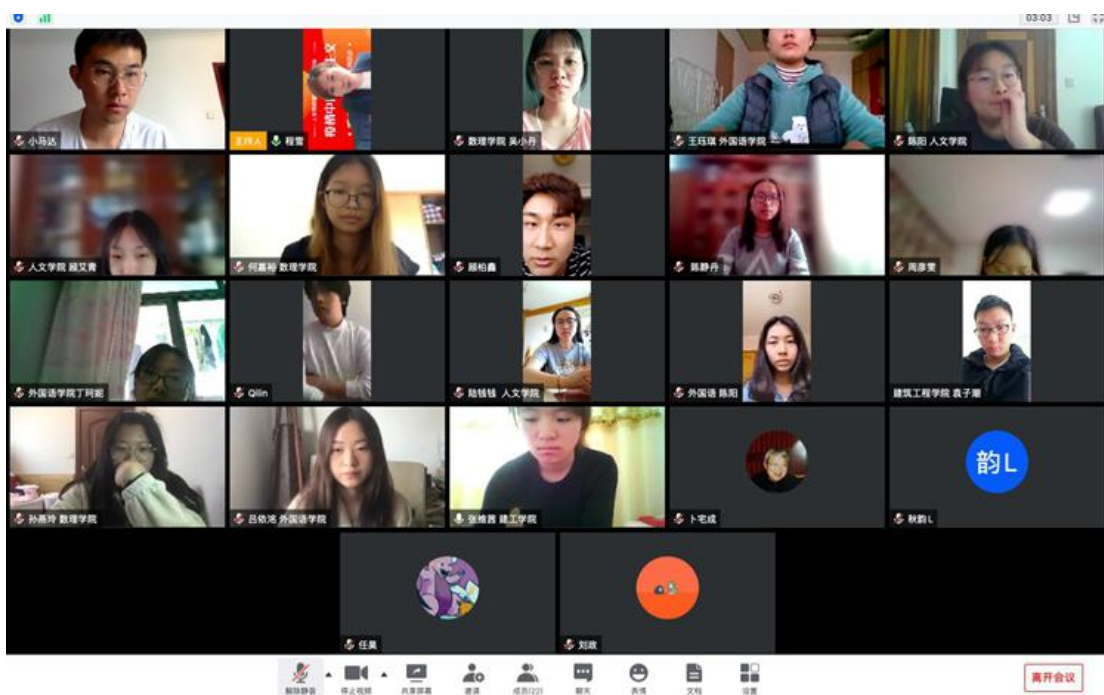 03:03
小马达
主持人 程雪
数理学院 吴小丹
王珏琪 外国语学院
陈阳 人文学院
人文学院 顾艾青
何嘉裕 数理学院
顾柏鑫
陈静丹
周彦雯
外国语学院丁珂妮
Qilin
陆钱钱 人文学院
外国语 陈阳
建筑工程学院 袁子潮
孙燕玲 数理学院
吕依洺 外国语学院
张维茜 建工学院
卜宅成
韵L
秋韵L
任昊
刘政
解除静音
停止视频
共享屏幕
邀请
成员(22)
聊天
表情
文档
设置
离开会议